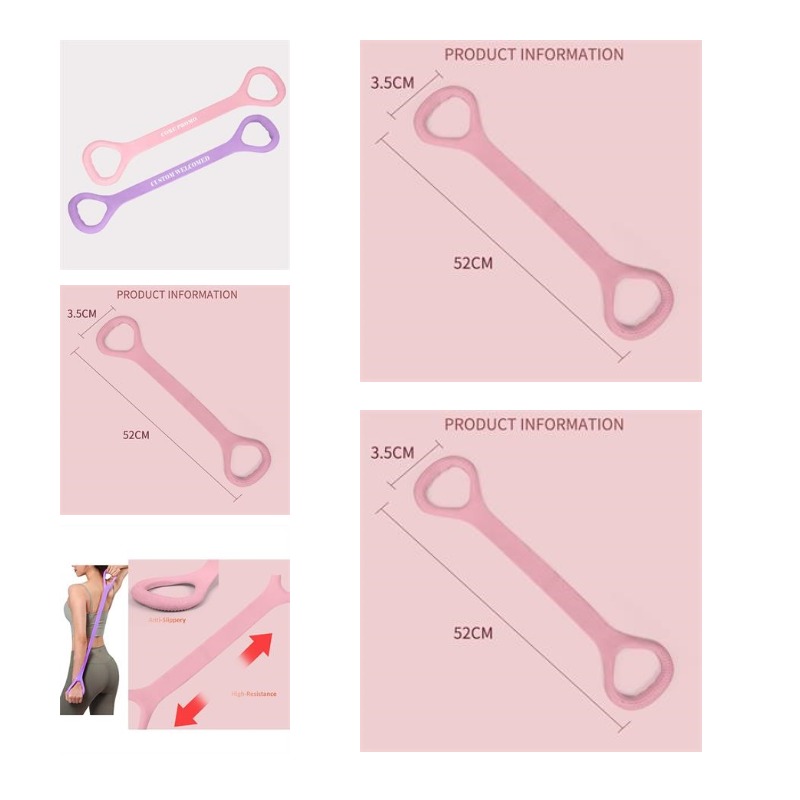 CUSTOM WELCOMED
PRODUCT INFORMATION
3.5CM
52CM
Anti-Slippery
High-Resistance
PRODUCT INFORMATION
3.5CM
52CM
PRODUCT INFORMATION
3.5CM
52CM